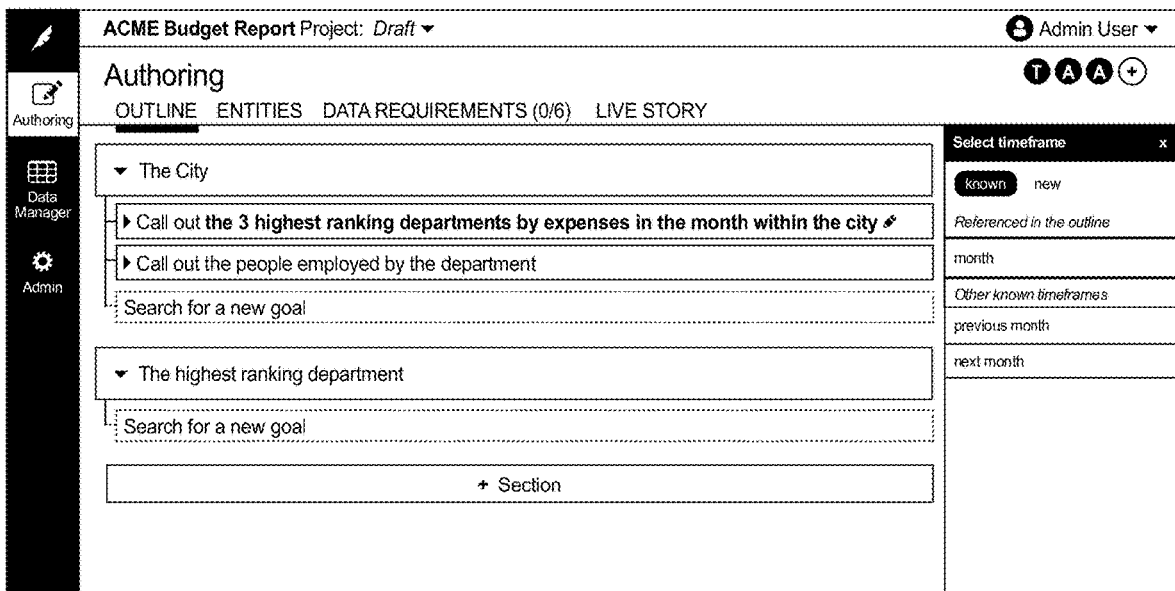 ACME Budget Report Project: Draft
Admin User
Authoring
T A A +
OUTLINE ENTITIES DATA REQUIREMENTS (0/6) LIVE STORY
Authoring
Data
Manager
Admin
The City
Call out the 3 highest ranking departments by expenses in the month within the city
Call out the people employed by the department
Search for a new goal
The highest ranking department
Search for a new goal
+ Section
Select timeframe x
known new
Referenced in the outline
month
Other known timeframes
previous month
next month